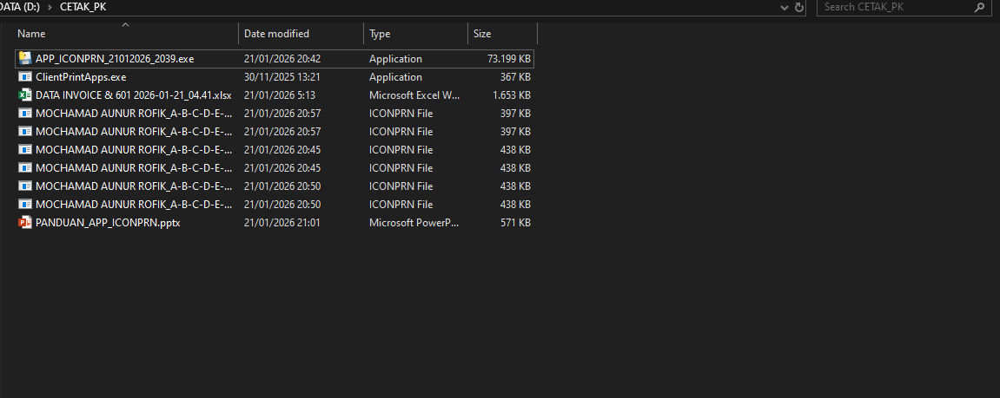 DATA (D:) > CETAK_PK Search CETAK_PK
Name Date modified Type Size
APP_ICONPRN_21012026_2039.exe 21/01/2026 20:42 Application 73.199 KB
ClientPrintApps.exe 30/11/2025 13:21 Application 367 KB
DATA INVOICE & 601 2026-01-21_04.41.xlsx 21/01/2026 5:13 Microsoft Excel W... 1.653 KB
MOCHAMAD AUNUR ROFIK_A-B-C-D-E-... 21/01/2026 20:57 ICONPRN File 397 KB
MOCHAMAD AUNUR ROFIK_A-B-C-D-E-... 21/01/2026 20:57 ICONPRN File 397 KB
MOCHAMAD AUNUR ROFIK_A-B-C-D-E-... 21/01/2026 20:45 ICONPRN File 438 KB
MOCHAMAD AUNUR ROFIK_A-B-C-D-E-... 21/01/2026 20:45 ICONPRN File 438 KB
MOCHAMAD AUNUR ROFIK_A-B-C-D-E-... 21/01/2026 20:50 ICONPRN File 438 KB
MOCHAMAD AUNUR ROFIK_A-B-C-D-E-... 21/01/2026 20:50 ICONPRN File 438 KB
PANDUAN_APP_ICONPRN.pptx 21/01/2026 21:01 Microsoft PowerP... 571 KB